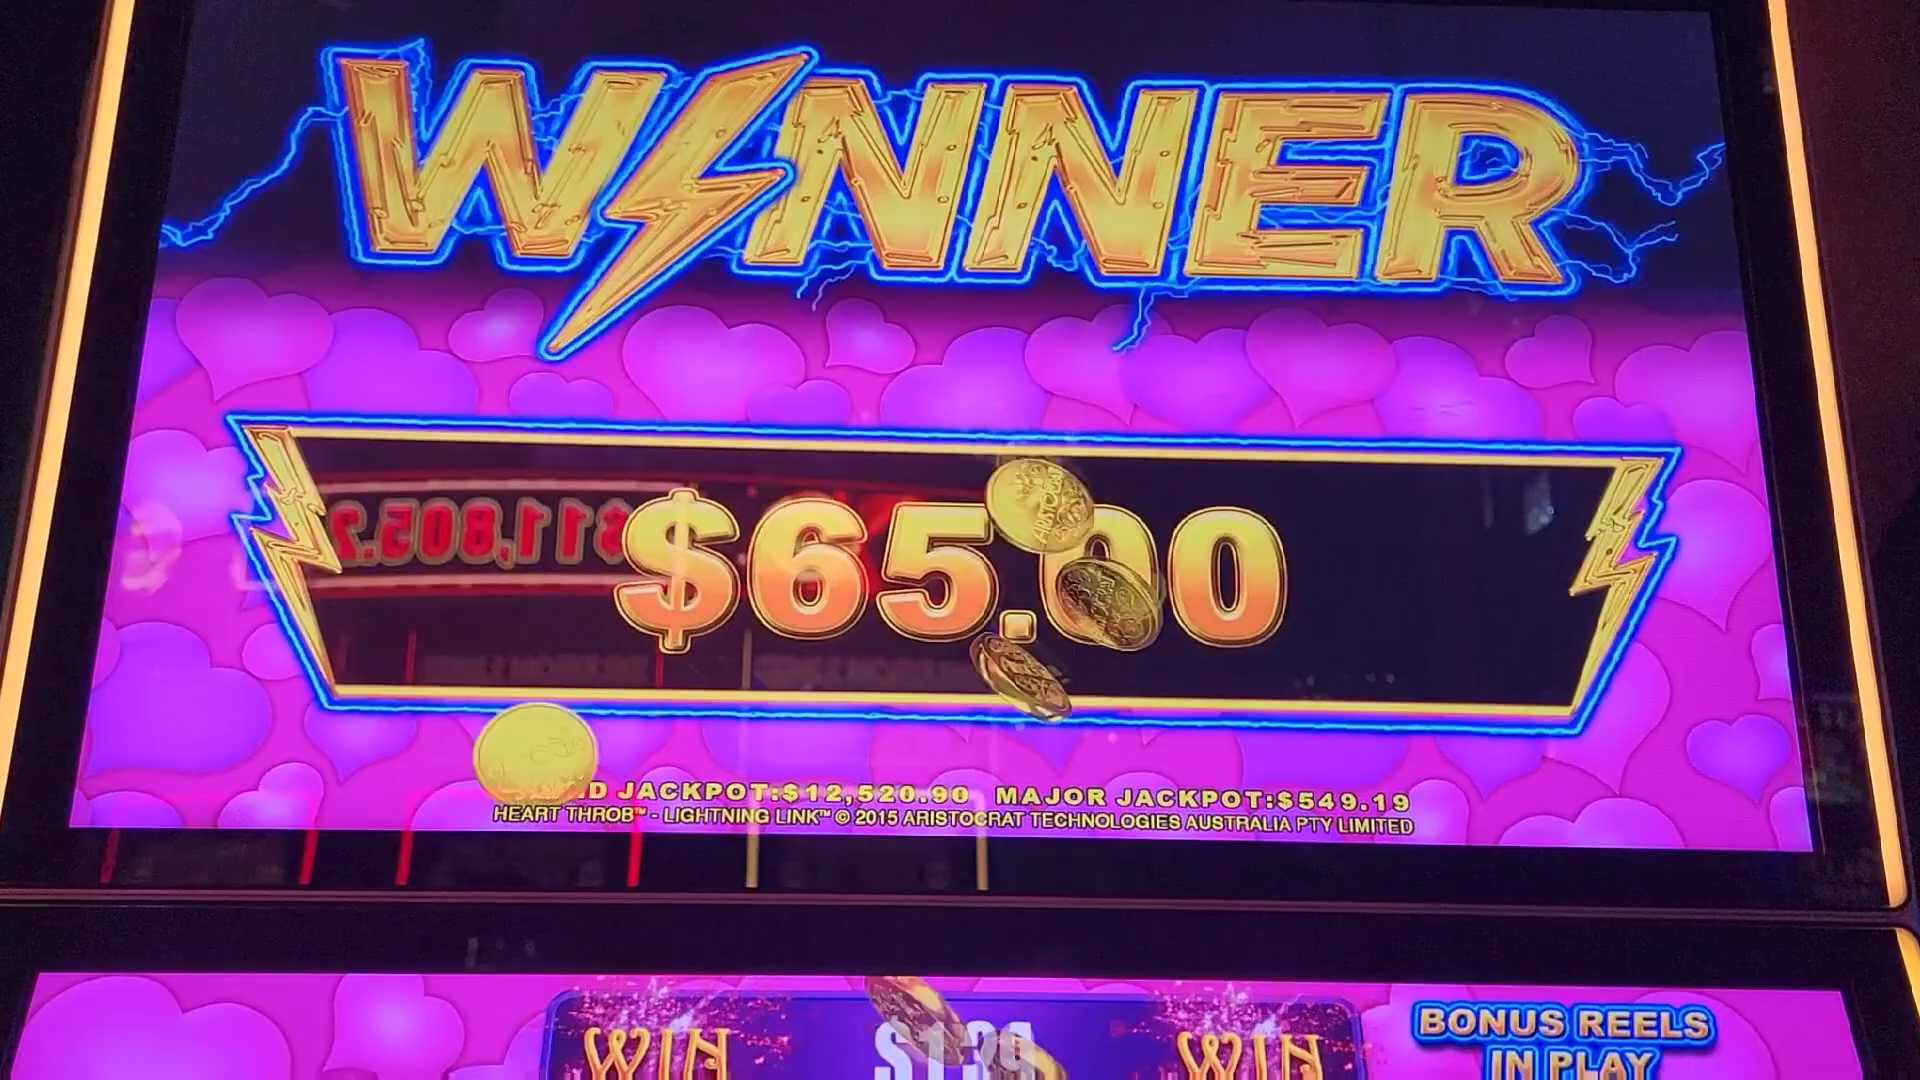 WINNER
$65.00
D JACKPOT:$12,520.90 MAJOR JACKPOT:$549.19
HEART THROB™ - LIGHTNING LINK™ © 2015 ARISTOCRAT TECHNOLOGIES AUSTRALIA PTY LIMITED
WIN WIN
BONUS REELS
IN PLAY